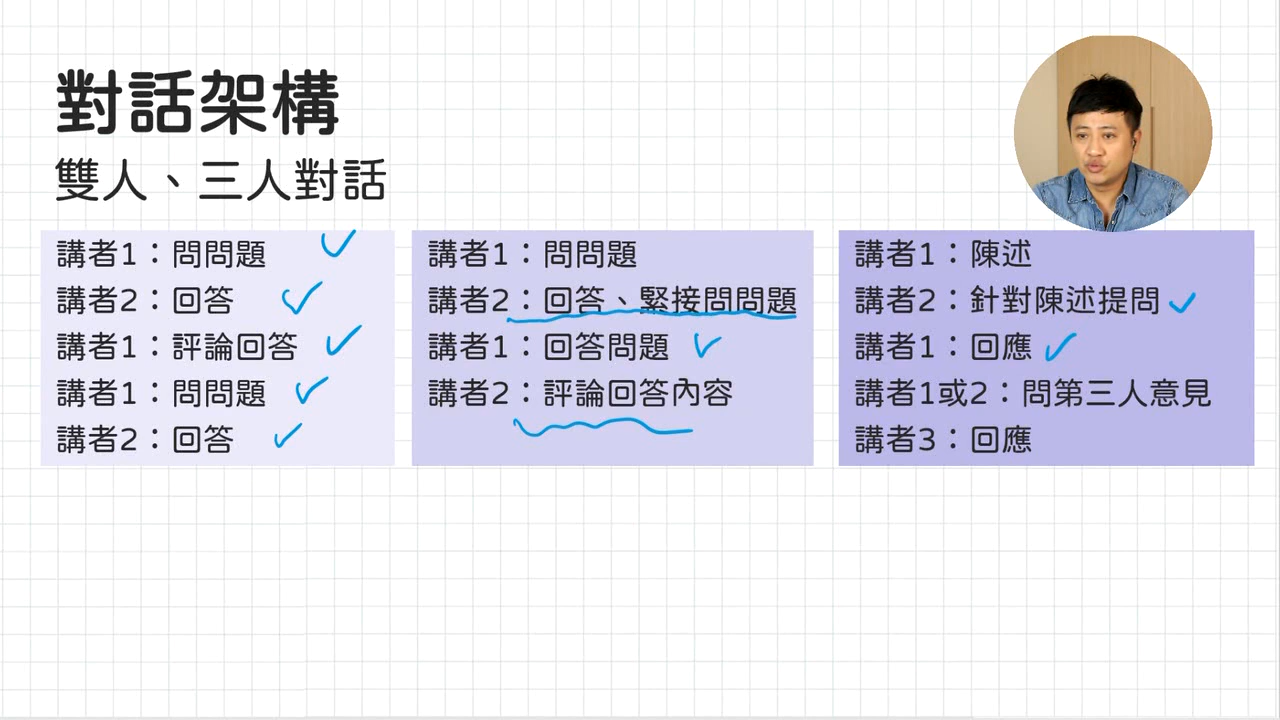 對話架構
雙人、三人對話
講者1：問問題
講者2：回答
講者1：評論回答
講者1：問問題
講者2：回答
講者1：問問題
講者2：回答、緊接問問題
講者1：回答問題
講者2：評論回答內容
講者1：陳述
講者2：針對陳述提問
講者1：回應
講者1或2：問第三人意見
講者3：回應